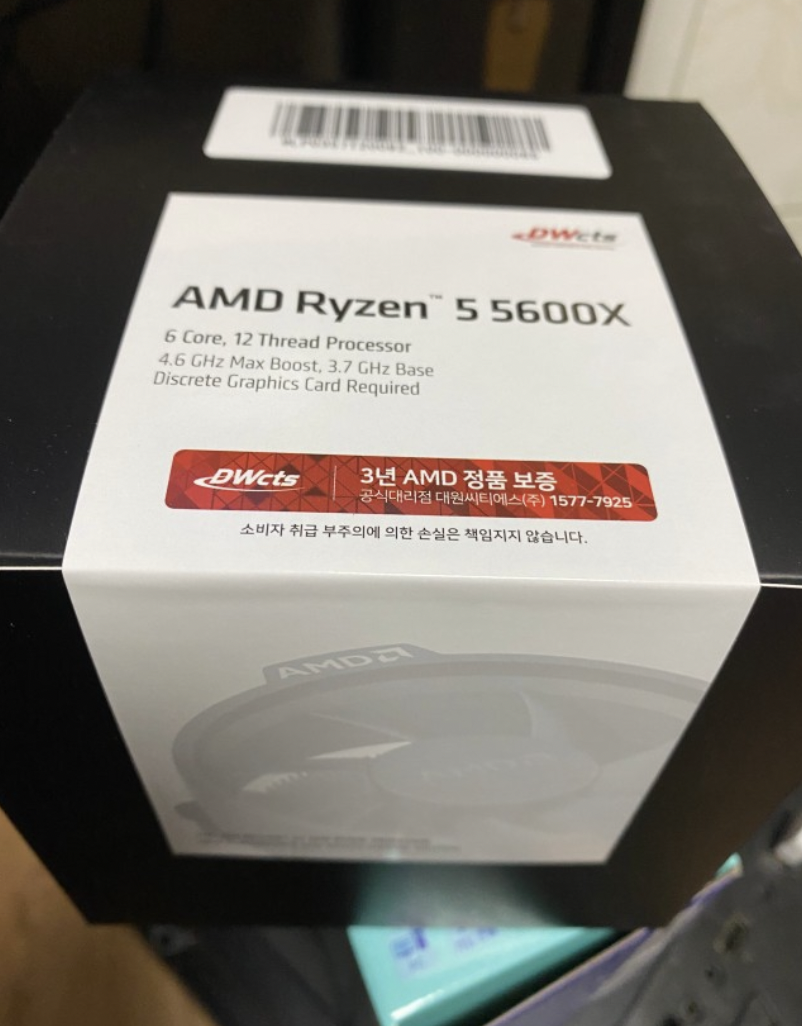 DWcts
AMD Ryzen™ 5 5600X
6 Core, 12 Thread Processor
4.6 GHz Max Boost, 3.7 GHz Base
Discrete Graphics Card Required
DWcts
3년 AMD 정품 보증
공식대리점 대원씨티에스(주) 1577-7925
소비자 취급 부주의에 의한 손실은 책임지지 않습니다.
AMD
AMD